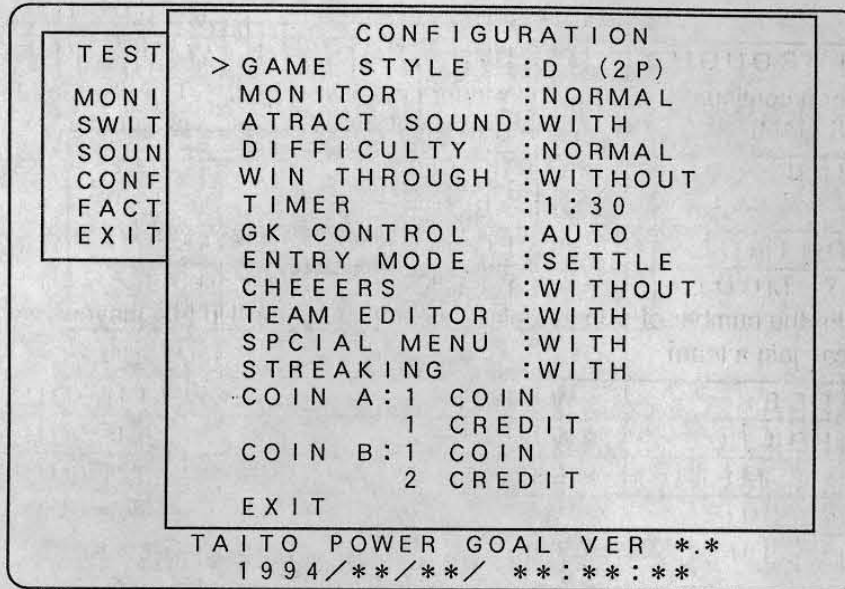 TEST
MONI
SWIT
SOUN
CONF
FACT
EXIT
CONFIGURATION
>GAME STYLE :D (2P)
MONITOR :NORMAL
ATRACT SOUND:WITH
DIFFICULTY :NORMAL
WIN THROUGH :WITHOUT
TIMER :1:30
GK CONTROL :AUTO
ENTRY MODE :SETTLE
CHEEERS :WITHOUT
TEAM EDITOR :WITH
SPCIAL MENU :WITH
STREAKING :WITH
COIN A:1 COIN
1 CREDIT
COIN B:1 COIN
2 CREDIT
EXIT
TAITO POWER GOAL VER *.*
1994/**/**/ **:**:**